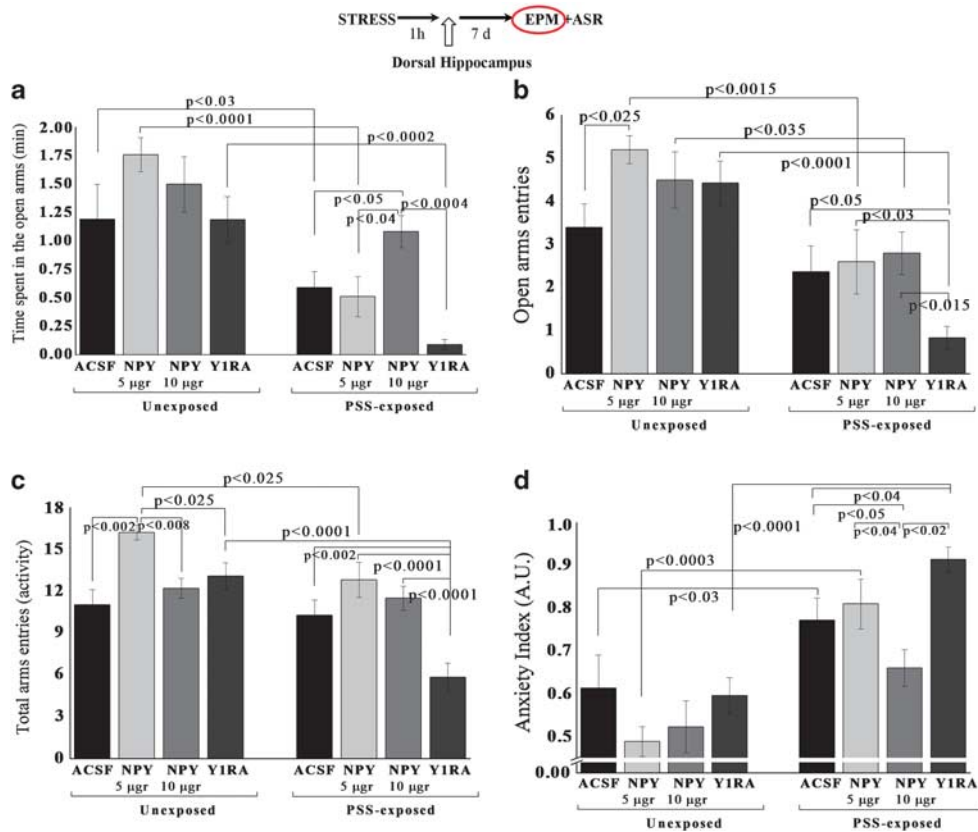 STRESS EPM +ASR
1h 7 d
Dorsal Hippocampus
a
p<0.03
p<0.0001
p<0.0002
p<0.05
p<0.0004
p<0.04
Time spent in the open arms (min)
2.00
1.75
1.50
1.25
1.00
0.75
0.50
0.25
0.00
ACSF NPY NPY Y1RA ACSF NPY NPY Y1RA
5 µgr 10 µgr 5 µgr 10 µgr
Unexposed PSS-exposed
b
p<0.0015
p<0.025
p<0.035
p<0.0001
p<0.05
p<0.03
p<0.015
Open arms entries
6
5
4
3
2
1
0
ACSF NPY NPY Y1RA ACSF NPY NPY Y1RA
5 µgr 10 µgr 5 µgr 10 µgr
Unexposed PSS-exposed
c
p<0.025
p<0.025
p<0.002 p<0.008
p<0.0001
p<0.002
p<0.0001
p<0.0001
Total arms entries (activity)
18
15
12
9
6
3
0
ACSF NPY NPY Y1RA ACSF NPY NPY Y1RA
5 µgr 10 µgr 5 µgr 10 µgr
Unexposed PSS-exposed
d
p<0.04
p<0.05
p<0.0001 p<0.04 p<0.02
p<0.0003
p<0.03
Anxiety Index (A.U.)
1.0
0.9
0.8
0.7
0.6
0.5
0.00
ACSF NPY NPY Y1RA ACSF NPY NPY Y1RA
5 µgr 10 µgr 5 µgr 10 µgr
Unexposed PSS-exposed